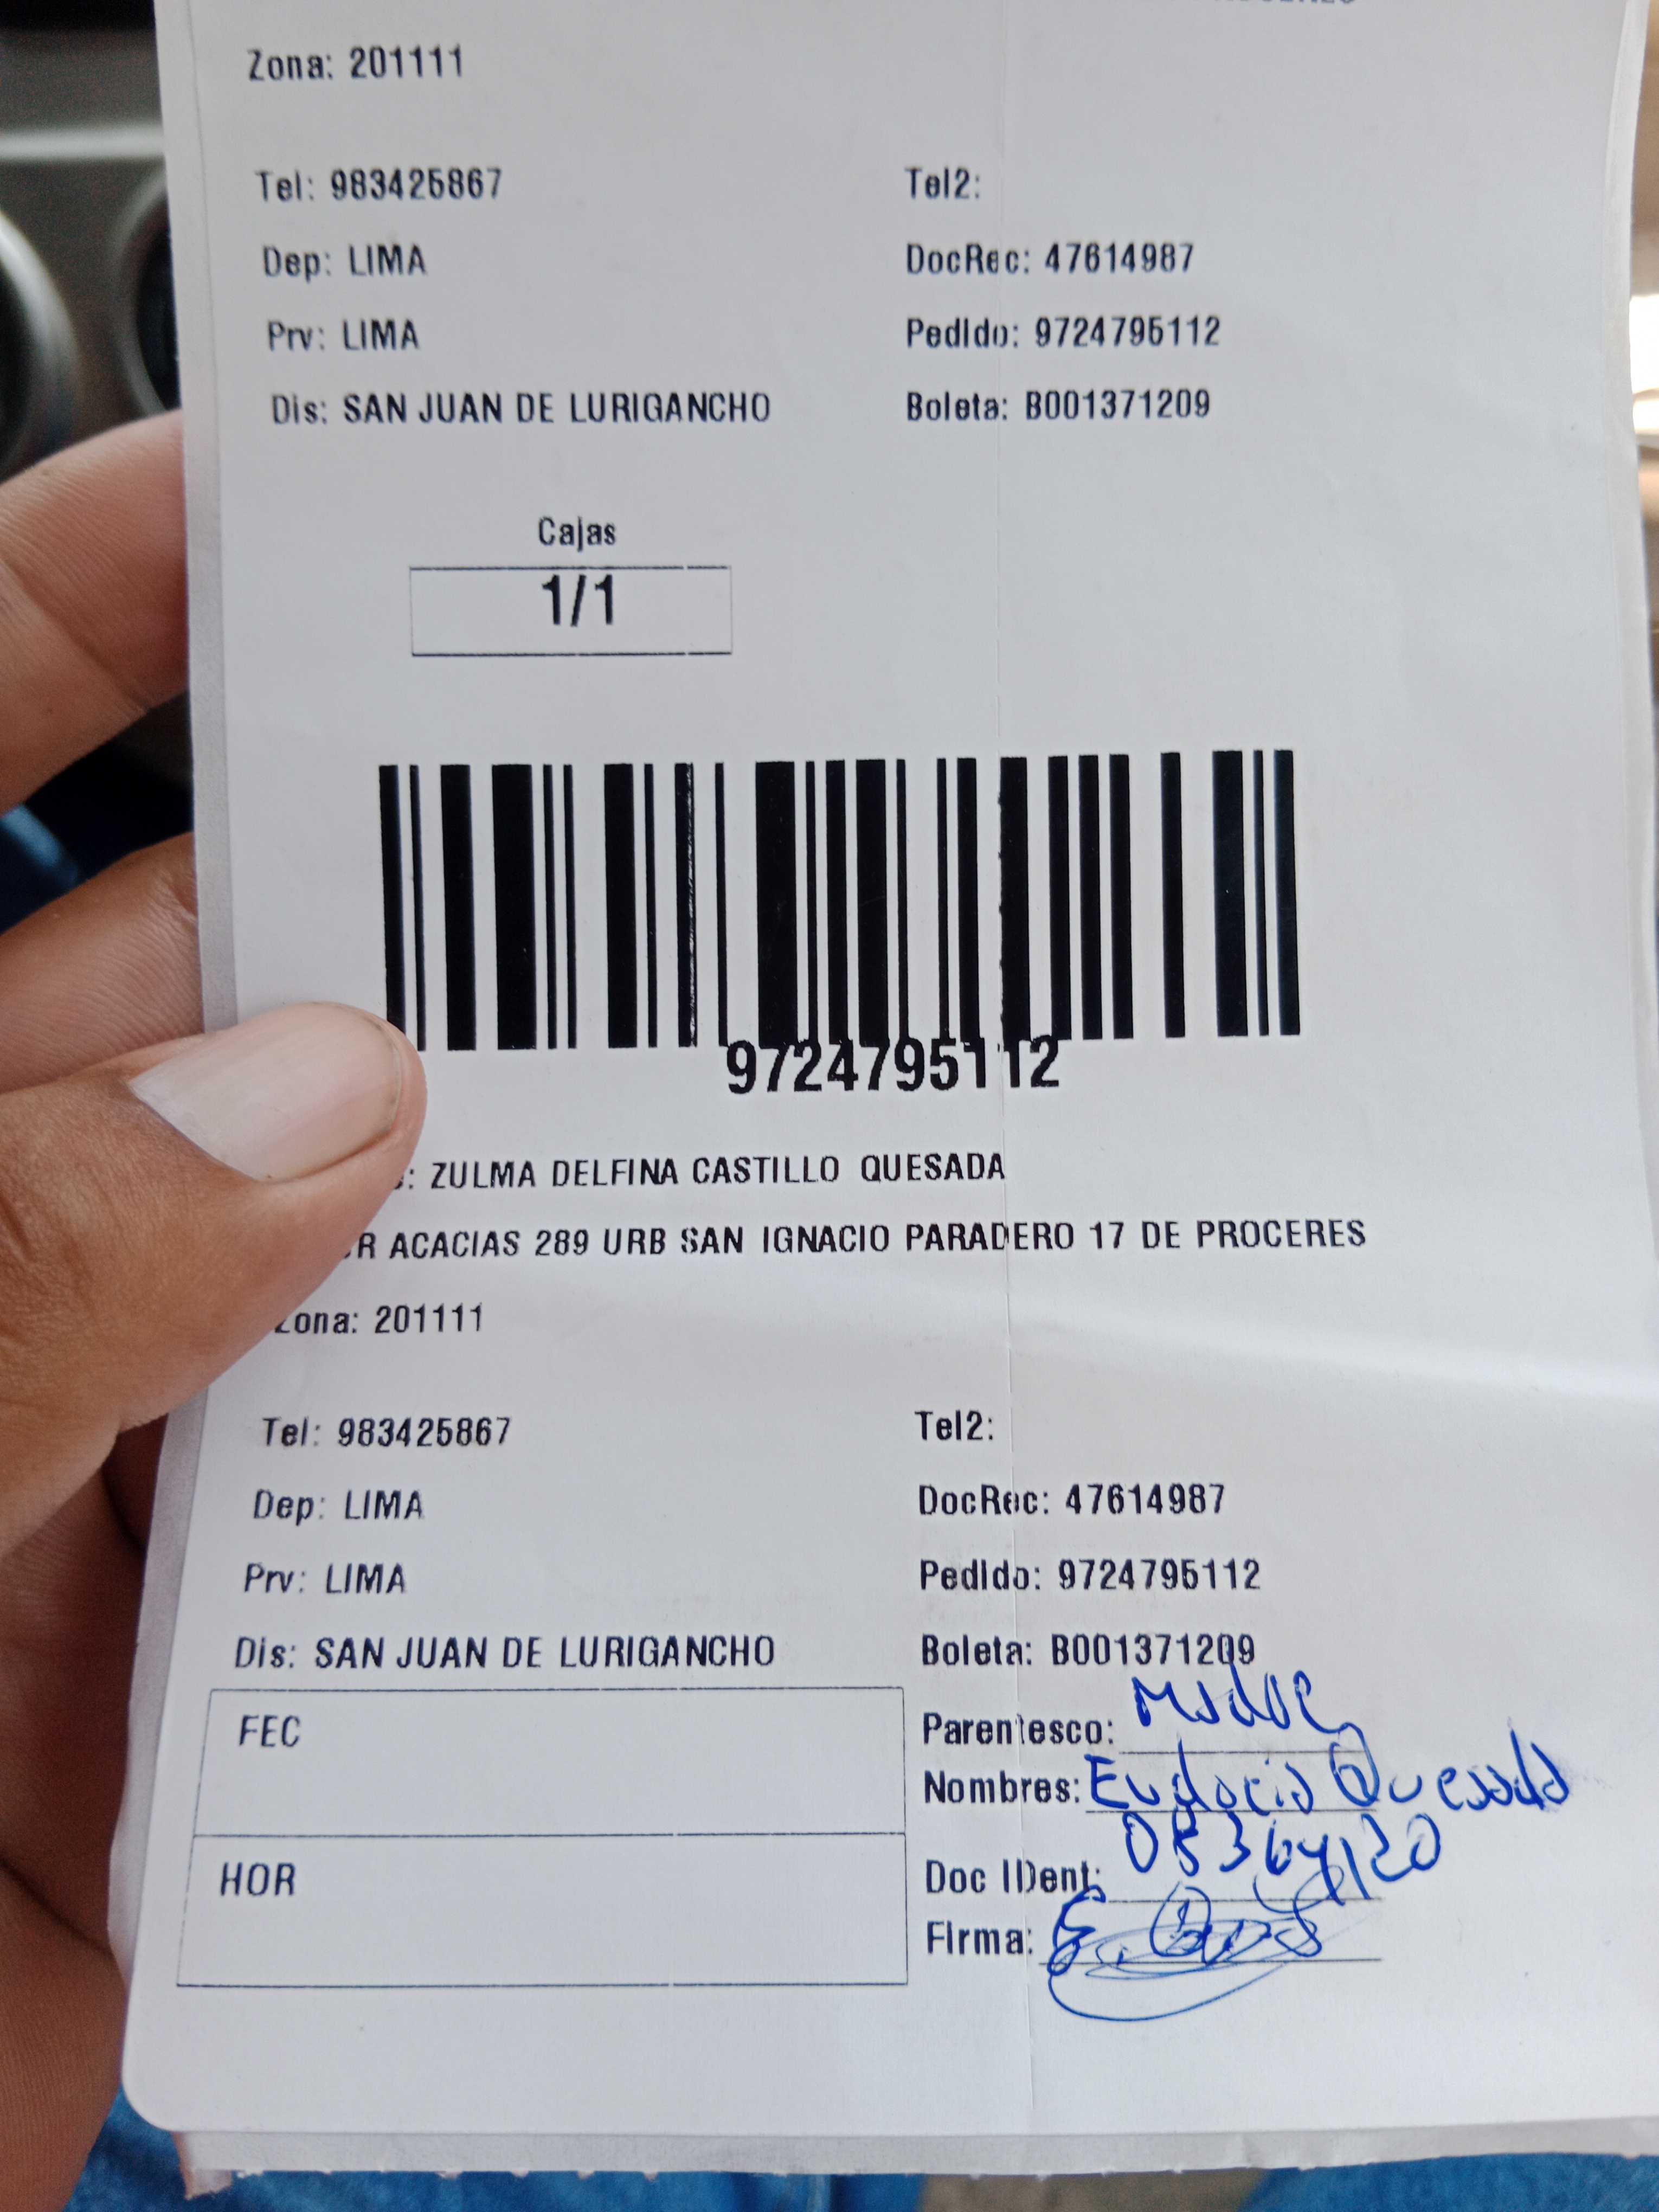 Zona: 201111
Tel: 983425867 Tel2:
Dep: LIMA DocRec: 47614987
Prv: LIMA Pedido: 9724795112
Dis: SAN JUAN DE LURIGANCHO Boleta: B001371209
Cajas
1/1
9724795112
: ZULMA DELFINA CASTILLO QUESADA
R ACACIAS 289 URB SAN IGNACIO PARADERO 17 DE PROCERES
Zona: 201111
Tel: 983425867 Tel2:
Dep: LIMA DocRec: 47614987
Prv: LIMA Pedido: 9724795112
Dis: SAN JUAN DE LURIGANCHO Boleta: B001371209
FEC
Parentesco: Madre
Nombres: Eudocia Quesada
HOR
Doc IDent:
Firma: